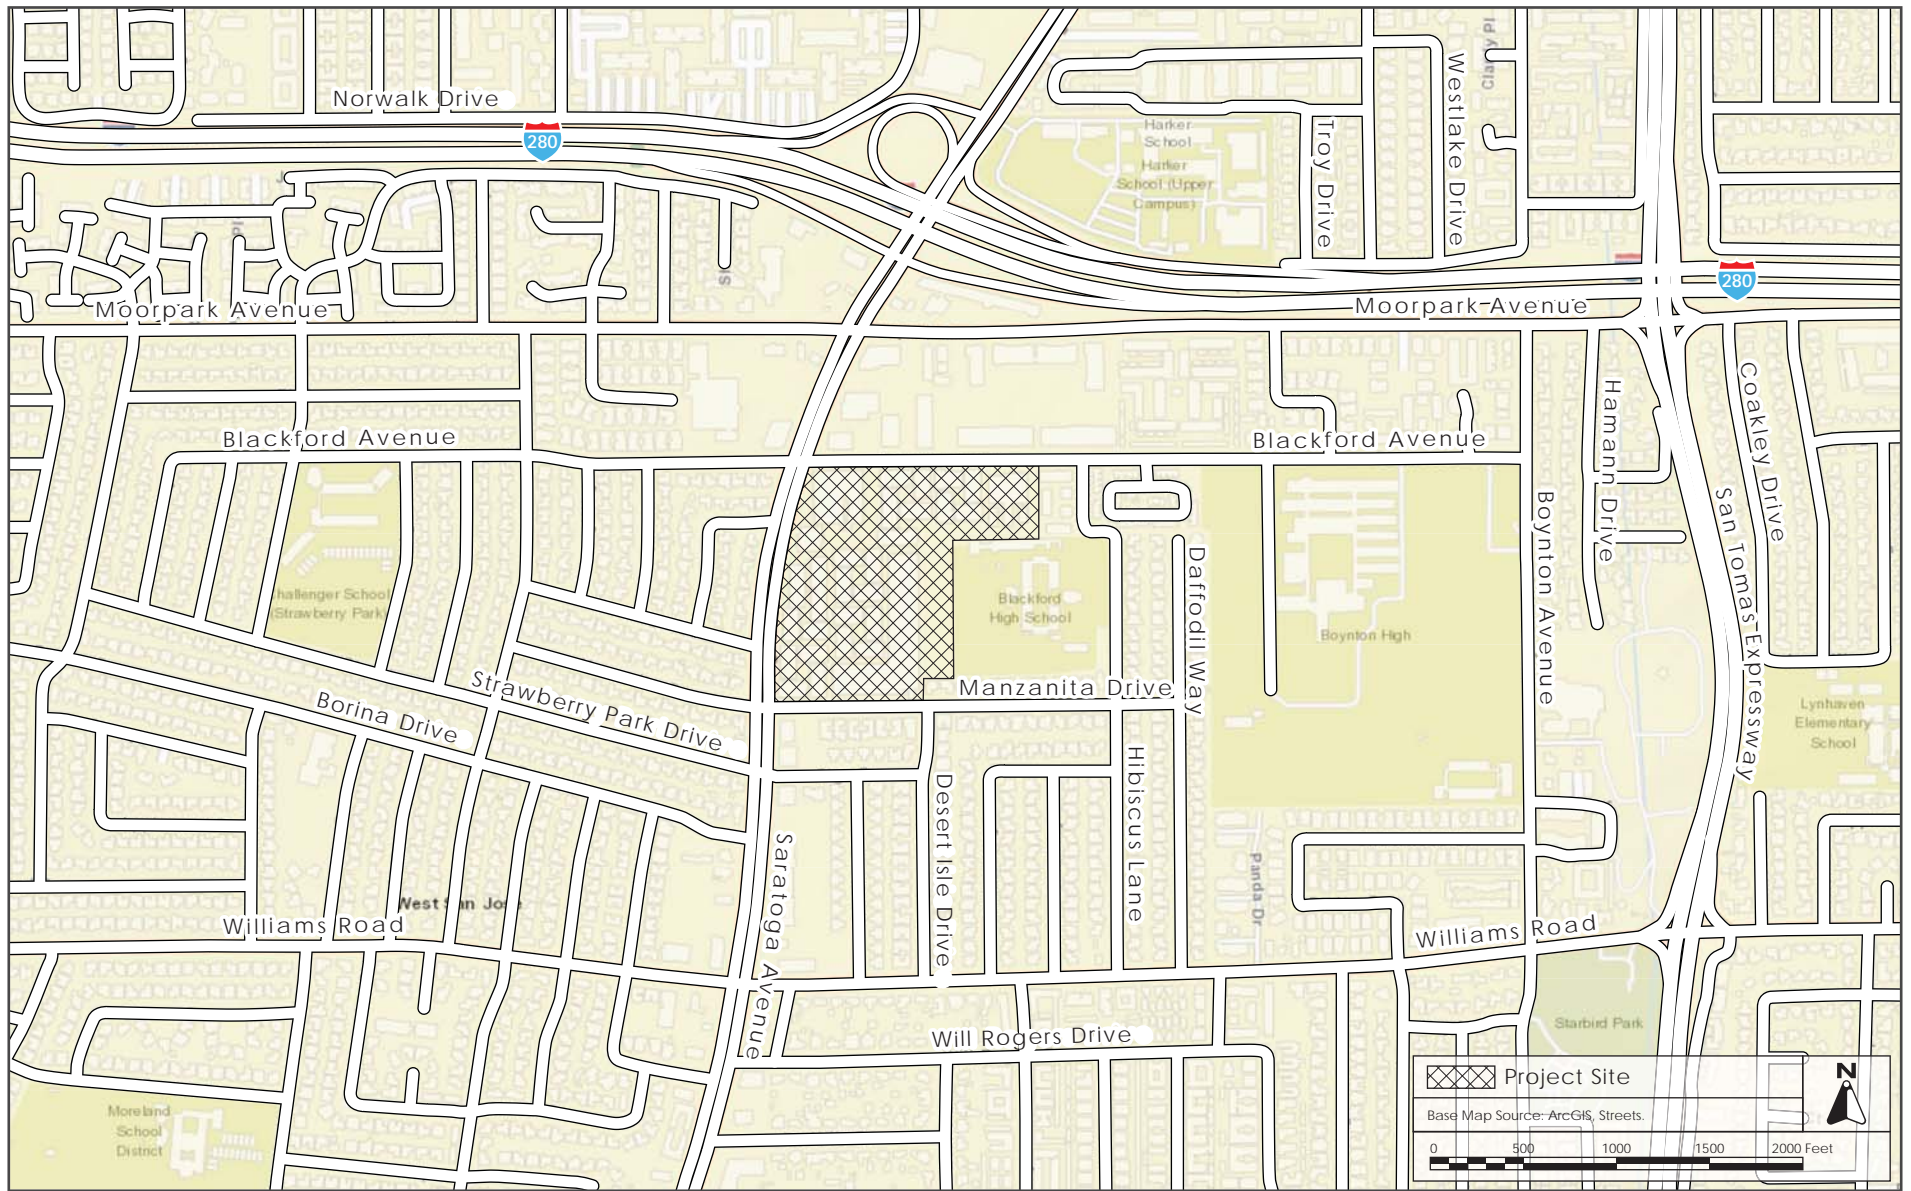 Norwalk Drive
280
Harker
School
Harker
School (Upper
Campus)
Troy Drive
Westlake Drive
280
Moorpark Avenue
Moorpark Avenue
Blackford Avenue
Blackford Avenue
Hamann Drive
Coakley Drive
Boynton Avenue
San Tomas Expressway
hallenger School
(Strawberry Park)
Blackford
High School
Daffodil Way
Boynton High
Manzanita Drive
Strawberry Park Drive
Borina Drive
Lynhaven
Elementary
School
Desert Isle Drive
Hibiscus Lane
Saratoga Avenue
Panda Dr
Williams Road
Williams Road
Will Rogers Drive
Starbird Park
Moreland
School
District
Project Site
N
Base Map Source: ArcGIS, Streets.
0 500 1000 1500 2000 Feet